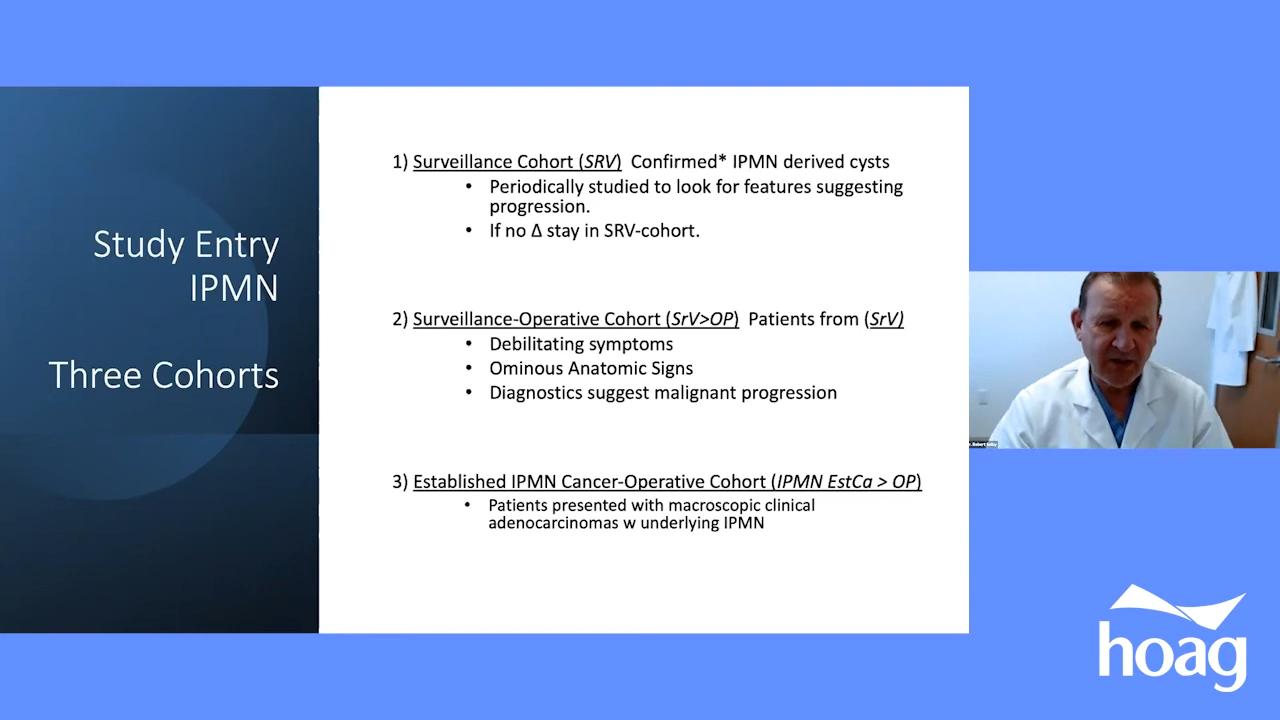 Study Entry
IPMN
Three Cohorts
1) Surveillance Cohort (SRV) Confirmed* IPMN derived cysts
• Periodically studied to look for features suggesting
progression.
• If no Δ stay in SRV-cohort.
2) Surveillance-Operative Cohort (SrV>OP) Patients from (SrV)
• Debilitating symptoms
• Ominous Anatomic Signs
• Diagnostics suggest malignant progression
3) Established IPMN Cancer-Operative Cohort (IPMN EstCa > OP)
• Patients presented with macroscopic clinical
adenocarcinomas w underlying IPMN
Robert Selby
hoag